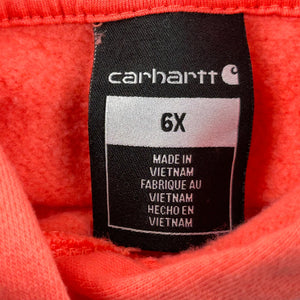 carhartt
6X
MADE IN
VIETNAM
FABRIQUE AU
VIETNAM
HECHO EN
VIETNAM